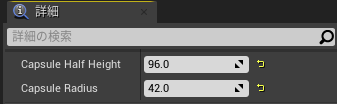 詳細
詳細の検索
Capsule Half Height 96.0
Capsule Radius 42.0